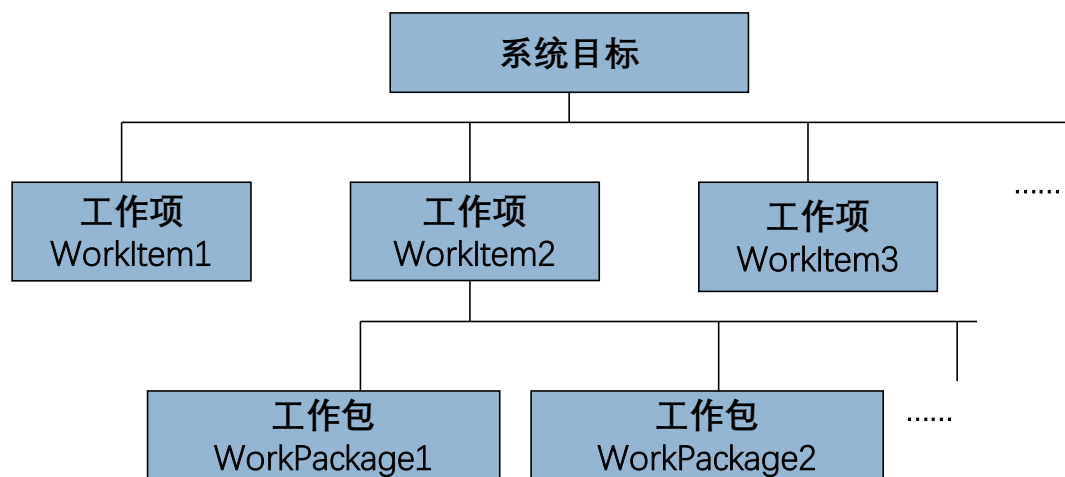 系统目标
工作项
WorkItem1
工作项
WorkItem2
工作项
WorkItem3
……
工作包
WorkPackage1
工作包
WorkPackage2
……